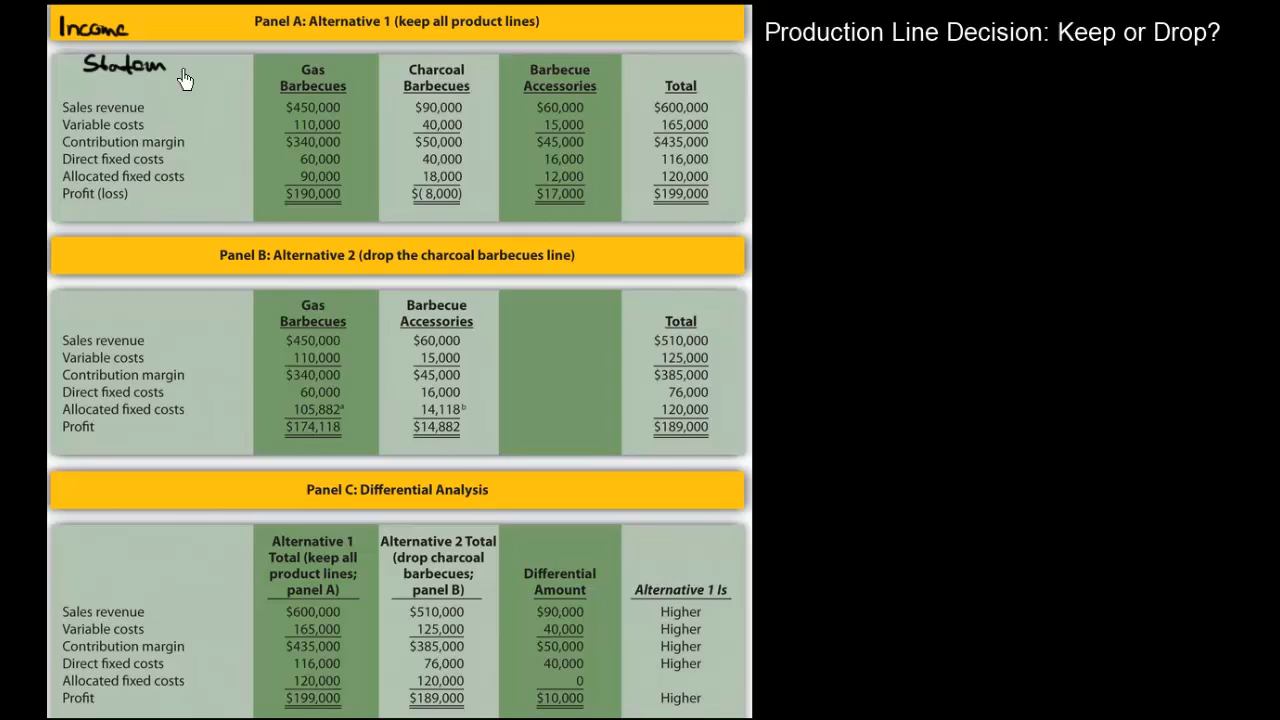 Income
Panel A: Alternative 1 (keep all product lines)
Production Line Decision: Keep or Drop?
Statem
Gas Barbecues Charcoal Barbecues Barbecue Accessories Total
Sales revenue $450,000 $90,000 $60,000 $600,000
Variable costs 110,000 40,000 15,000 165,000
Contribution margin $340,000 $50,000 $45,000 $435,000
Direct fixed costs 60,000 40,000 16,000 116,000
Allocated fixed costs 90,000 18,000 12,000 120,000
Profit (loss) $190,000 $( 8,000) $17,000 $199,000
Panel B: Alternative 2 (drop the charcoal barbecues line)
Gas Barbecues Barbecue Accessories Total
Sales revenue $450,000 $60,000 $510,000
Variable costs 110,000 15,000 125,000
Contribution margin $340,000 $45,000 $385,000
Direct fixed costs 60,000 16,000 76,000
Allocated fixed costs 105,882ᵃ 14,118ᵇ 120,000
Profit $174,118 $14,882 $189,000
Panel C: Differential Analysis
Alternative 1 Total (keep all product lines; panel A) Alternative 2 Total (drop charcoal barbecues; panel B) Differential Amount Alternative 1 Is
Sales revenue $600,000 $510,000 $90,000 Higher
Variable costs 165,000 125,000 40,000 Higher
Contribution margin $435,000 $385,000 $50,000 Higher
Direct fixed costs 116,000 76,000 40,000 Higher
Allocated fixed costs 120,000 120,000 0
Profit $199,000 $189,000 $10,000 Higher